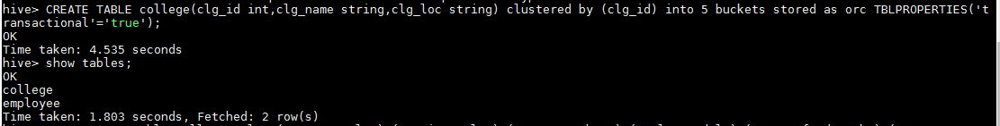 hive> CREATE TABLE college(clg_id int,clg_name string,clg_loc string) clustered by (clg_id) into 5 buckets stored as orc TBLPROPERTIES('t
ransactional'='true');
OK
Time taken: 4.535 seconds
hive> show tables;
OK
college
employee
Time taken: 1.803 seconds, Fetched: 2 row(s)